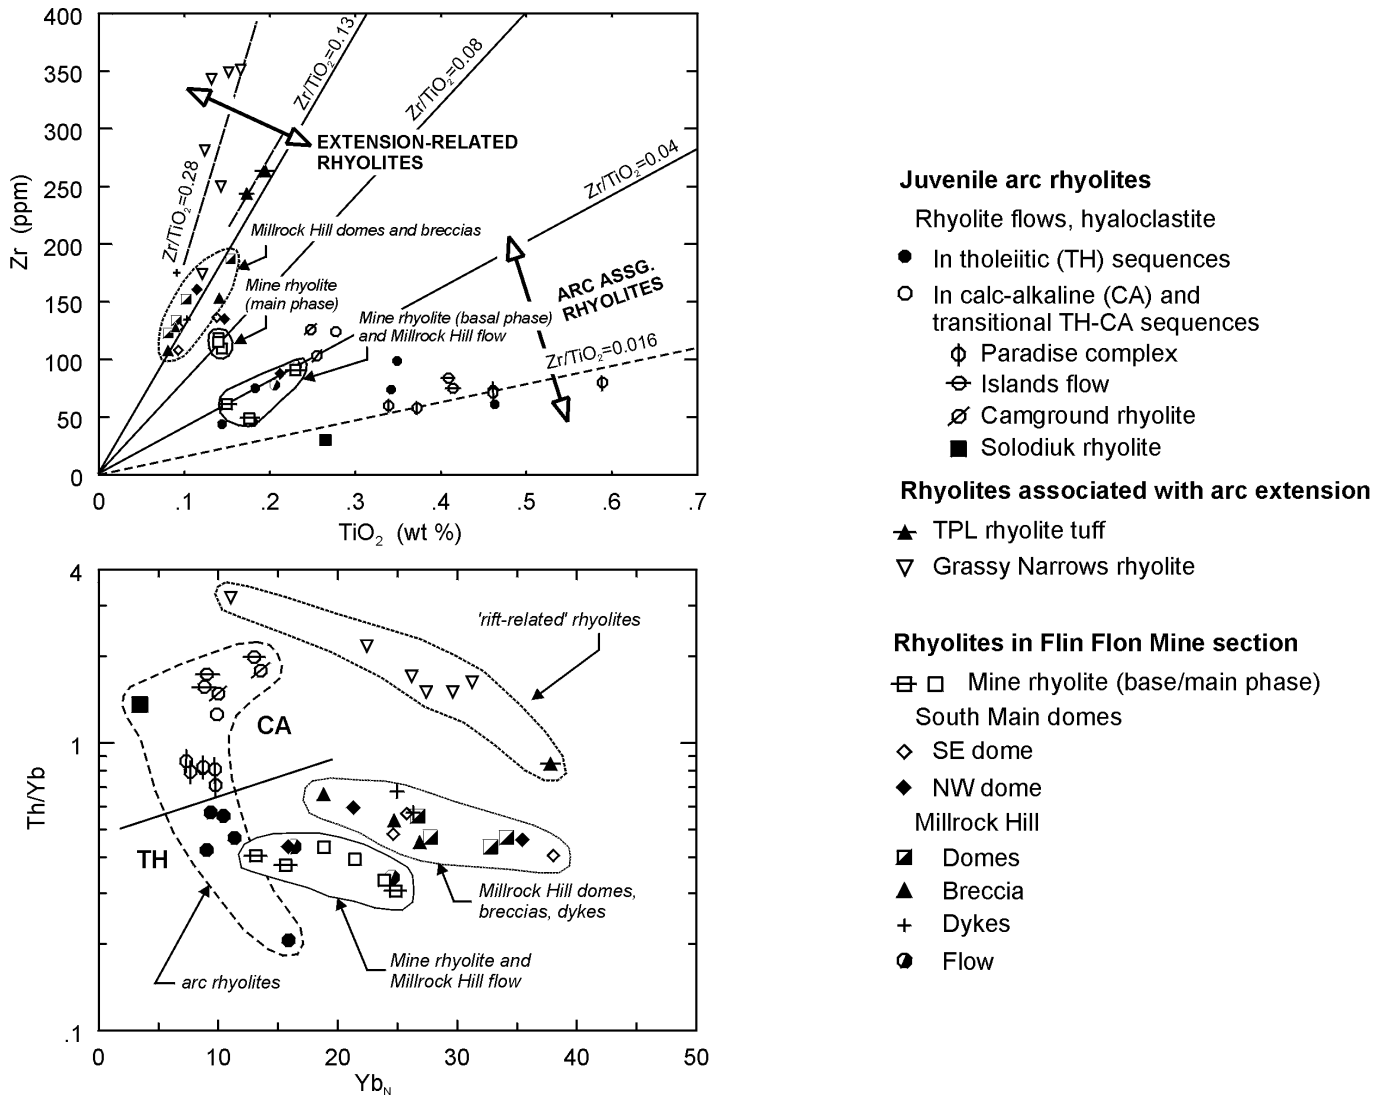 400
350
300
250
200
150
100
50
0
Zr (ppm)
0
.1
.2
.3
.4
.5
.6
.7
TiO₂ (wt %)
Zr/TiO₂=0.28
Zr/TiO₂=0.13
Zr/TiO₂=0.08
Zr/TiO₂=0.04
Zr/TiO₂=0.016
EXTENSION-RELATED
RHYOLITES
Millrock Hill domes and breccias
Mine rhyolite
(main phase)
Mine rhyolite (basal phase)
and Millrock Hill flow
ARC ASSG.
RHYOLITES
4
1
.1
Th/Yb
0
10
20
30
40
50
Yb_N
'rift-related' rhyolites
CA
TH
Millrock Hill domes,
breccias, dykes
Mine rhyolite and
Millrock Hill flow
arc rhyolites
Juvenile arc rhyolites
Rhyolite flows, hyaloclastite
In tholeiitic (TH) sequences
In calc-alkaline (CA) and
transitional TH-CA sequences
Paradise complex
Islands flow
Camground rhyolite
Solodiuk rhyolite
Rhyolites associated with arc extension
TPL rhyolite tuff
Grassy Narrows rhyolite
Rhyolites in Flin Flon Mine section
Mine rhyolite (base/main phase)
South Main domes
SE dome
NW dome
Millrock Hill
Domes
Breccia
Dykes
Flow